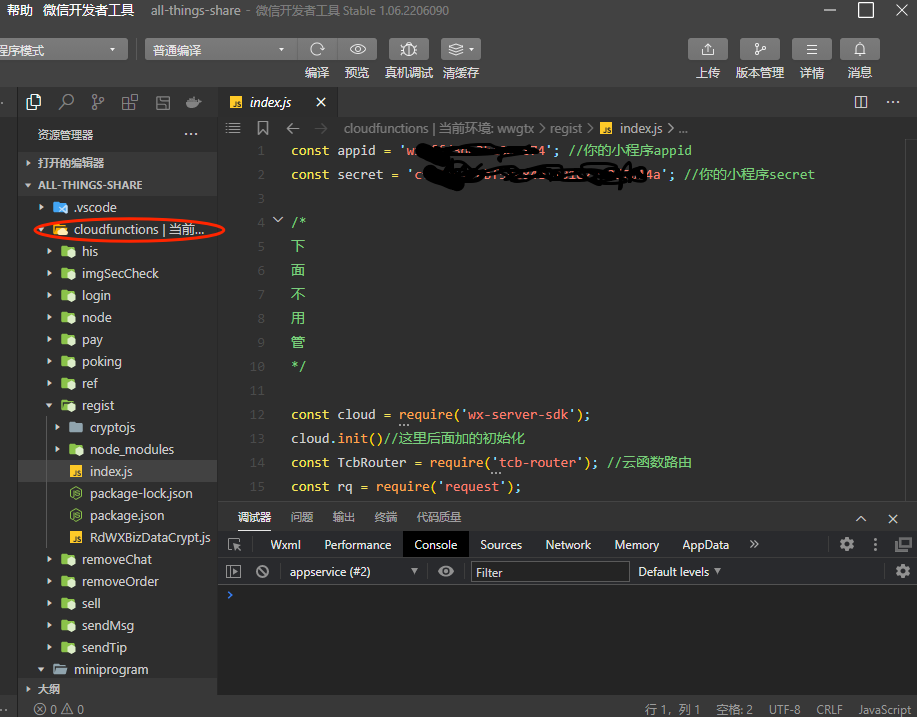 帮助 微信开发者工具 all-things-share - 微信开发者工具 Stable 1.06.2206090
程序模式 普通编译
编译 预览 真机调试 清缓存 上传 版本管理 详情 消息
index.js
资源管理器
cloudfunctions | 当前环境: wwgtx > regist > index.js > ...
打开的编辑器
ALL-THINGS-SHARE
.vscode
cloudfunctions | 当前...
his
imgSecCheck
login
node
pay
poking
ref
regist
cryptojs
node_modules
index.js
package-lock.json
package.json
RdWXBizDataCrypt.js
removeChat
removeOrder
sell
sendMsg
sendTip
miniprogram
大纲
0 0
1 const appid = '4'; //你的小程序appid
2 const secret = '4a'; //你的小程序secret
3
4 /*
5 下
6 面
7 不
8 用
9 管
10 */
11
12 const cloud = require('wx-server-sdk');
13 cloud.init()//这里后面加的初始化
14 const TcbRouter = require('tcb-router'); //云函数路由
15 const rq = require('request');
调试器 问题 输出 终端 代码质量
Wxml Performance Console Sources Network Memory AppData »
appservice (#2) Filter Default levels
行 1，列 1 空格: 2 UTF-8 CRLF JavaScript